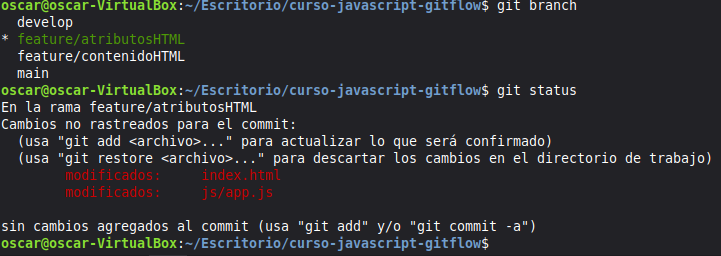 oscar@oscar-VirtualBox:~/Escritorio/curso-javascript-gitflow$ git branch
  develop
* feature/atributosHTML
  feature/contenidoHTML
  main
oscar@oscar-VirtualBox:~/Escritorio/curso-javascript-gitflow$ git status
En la rama feature/atributosHTML
Cambios no rastreados para el commit:
  (usa "git add <archivo>..." para actualizar lo que será confirmado)
  (usa "git restore <archivo>..." para descartar los cambios en el directorio de trabajo)
        modificados:     index.html
        modificados:     js/app.js

sin cambios agregados al commit (usa "git add" y/o "git commit -a")
oscar@oscar-VirtualBox:~/Escritorio/curso-javascript-gitflow$